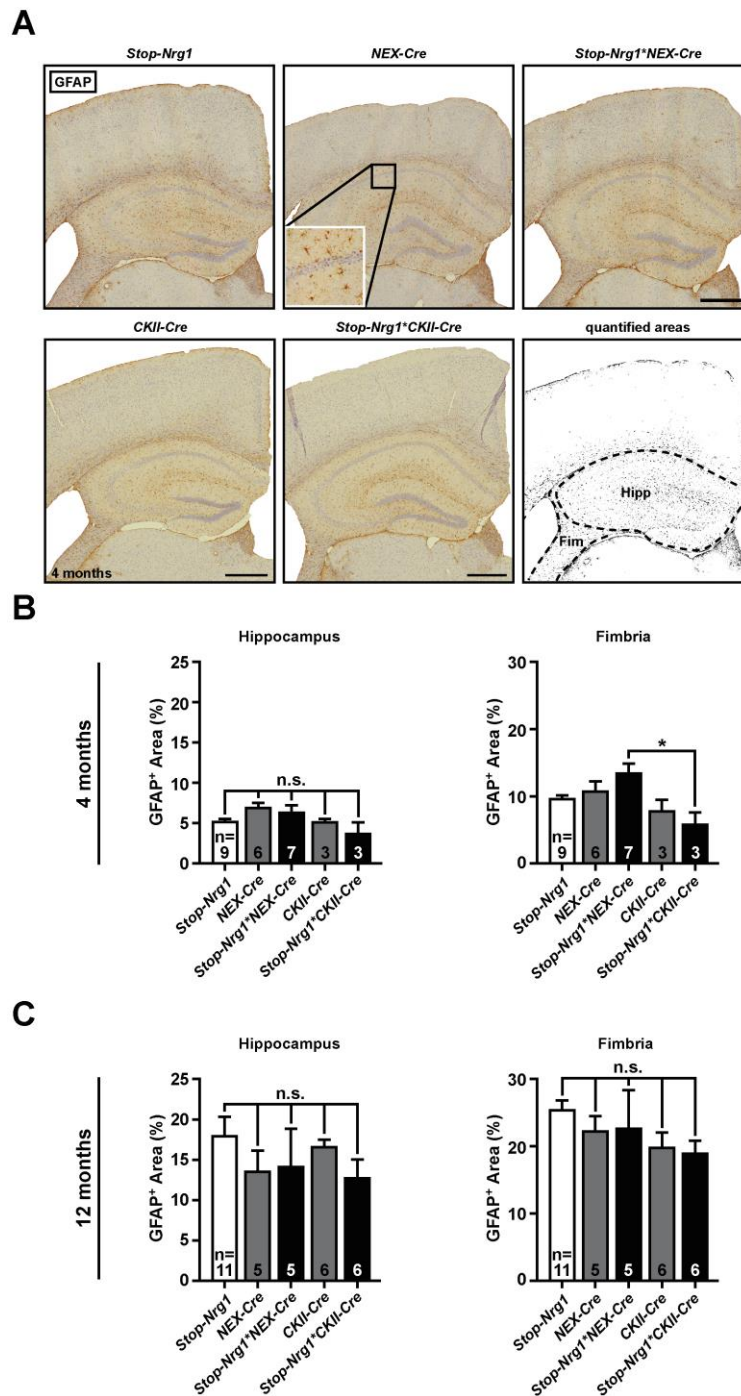 A
Stop-Nrg1 NEX-Cre Stop-Nrg1*NEX-Cre
GFAP
CKII-Cre Stop-Nrg1*CKII-Cre quantified areas
Hipp
Fim
4 months
B
4 months
Hippocampus
GFAP+ Area (%)
25
20
15
10
5
0
n.s.
n=
9 6 7 3 3
Stop-Nrg1
NEX-Cre
Stop-Nrg1*NEX-Cre
CKII-Cre
Stop-Nrg1*CKII-Cre
Fimbria
GFAP+ Area (%)
30
20
10
0
*
n=
9 6 7 3 3
Stop-Nrg1
NEX-Cre
Stop-Nrg1*NEX-Cre
CKII-Cre
Stop-Nrg1*CKII-Cre
C
12 months
Hippocampus
GFAP+ Area (%)
25
20
15
10
5
0
n.s.
n=
11 5 5 6 6
Stop-Nrg1
NEX-Cre
Stop-Nrg1*NEX-Cre
CKII-Cre
Stop-Nrg1*CKII-Cre
Fimbria
GFAP+ Area (%)
30
20
10
0
n.s.
n=
11 5 5 6 6
Stop-Nrg1
NEX-Cre
Stop-Nrg1*NEX-Cre
CKII-Cre
Stop-Nrg1*CKII-Cre